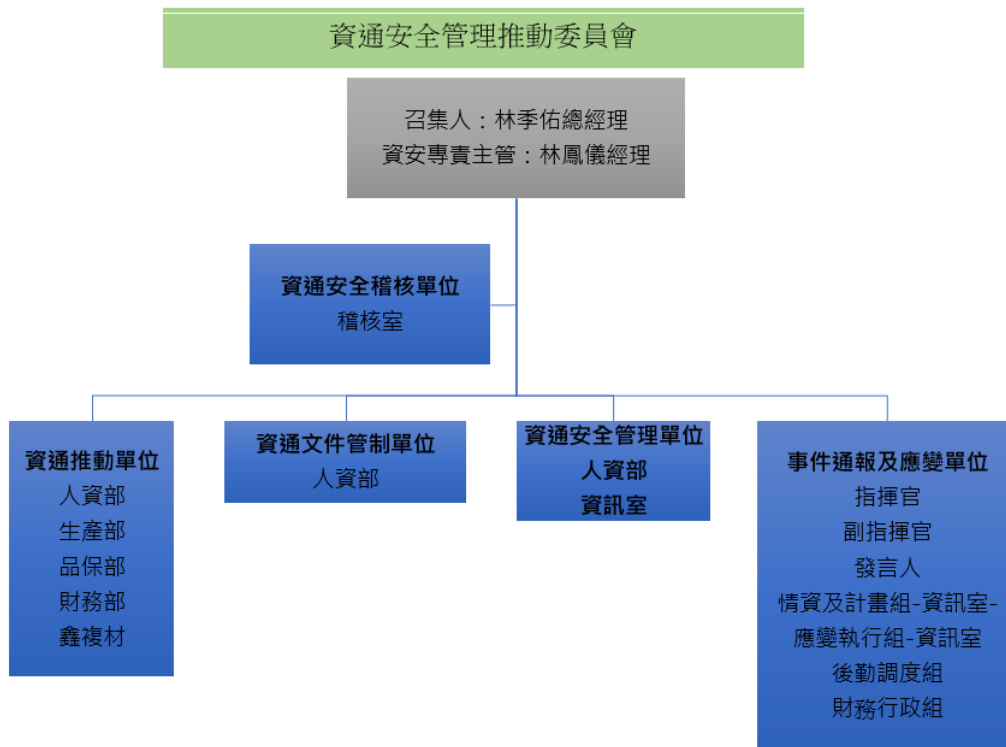 資通安全管理推動委員會
召集人：林季佑總經理
資安專責主管：林鳳儀經理
資通安全稽核單位
稽核室
資通推動單位
人資部
生產部
品保部
財務部
鑫複材
資通文件管制單位
人資部
資通安全管理單位
人資部
資訊室
事件通報及應變單位
指揮官
副指揮官
發言人
情資及計畫組-資訊室-
應變執行組-資訊室
後勤調度組
財務行政組